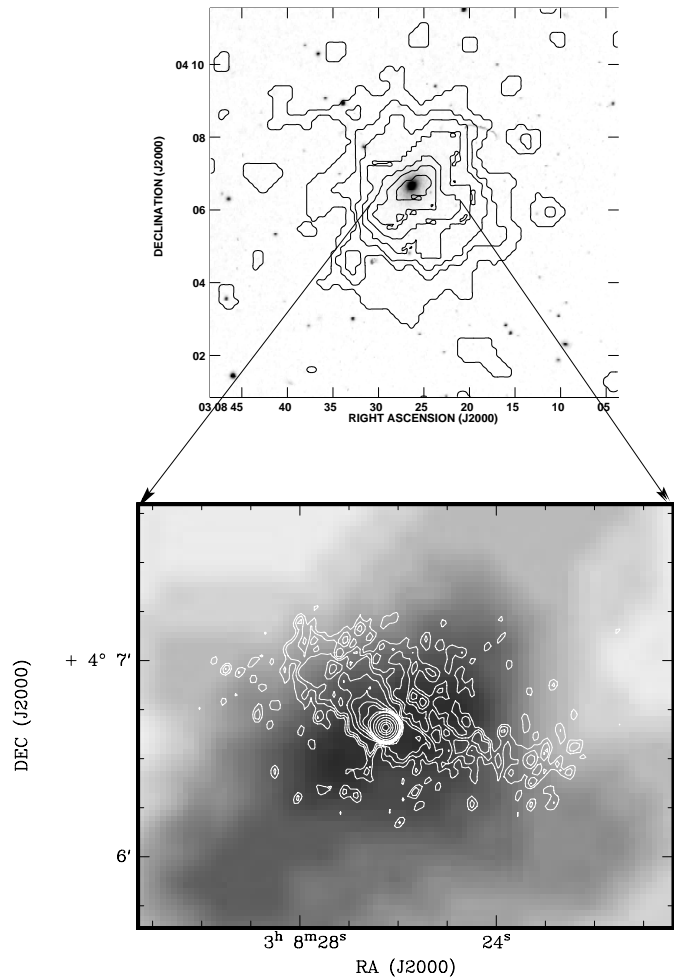 04 10
08
06
04
02
DECLINATION (J2000)
03 08 45 40 35 30 25 20 15 10 05
RIGHT ASCENSION (J2000)
+ 4° 7′
6′
DEC (J2000)
3ʰ 8ᵐ28ˢ 24ˢ
RA (J2000)